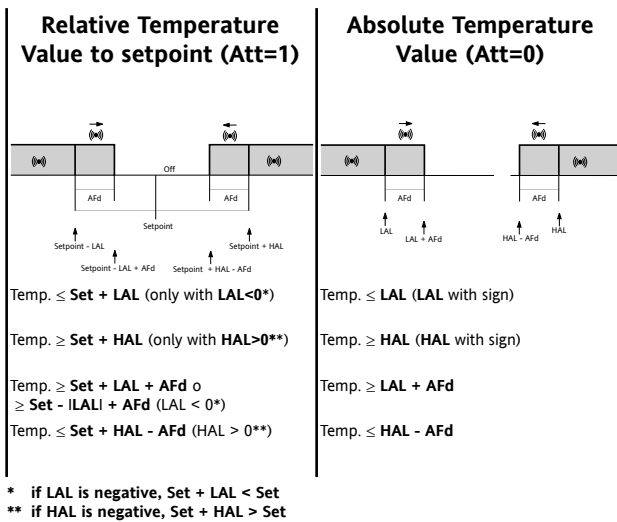 Relative Temperature
Value to setpoint (Att=1)
Off
AFd
AFd
Setpoint
Setpoint - LAL
Setpoint + HAL
Setpoint - LAL + AFd
Setpoint + HAL - AFd
Temp. ≤ Set + LAL (only with LAL<0*)
Temp. ≥ Set + HAL (only with HAL>0**)
Temp. ≥ Set + LAL + AFd o
≥ Set - |LAL| + AFd (LAL < 0*)
Temp. ≤ Set + HAL - AFd (HAL > 0**)
Absolute Temperature
Value (Att=0)
AFd
AFd
LAL
LAL + AFd
HAL - AFd
HAL
Temp. ≤ LAL (LAL with sign)
Temp. ≥ HAL (HAL with sign)
Temp. ≥ LAL + AFd
Temp. ≤ HAL - AFd
* if LAL is negative, Set + LAL < Set
** if HAL is negative, Set + HAL > Set